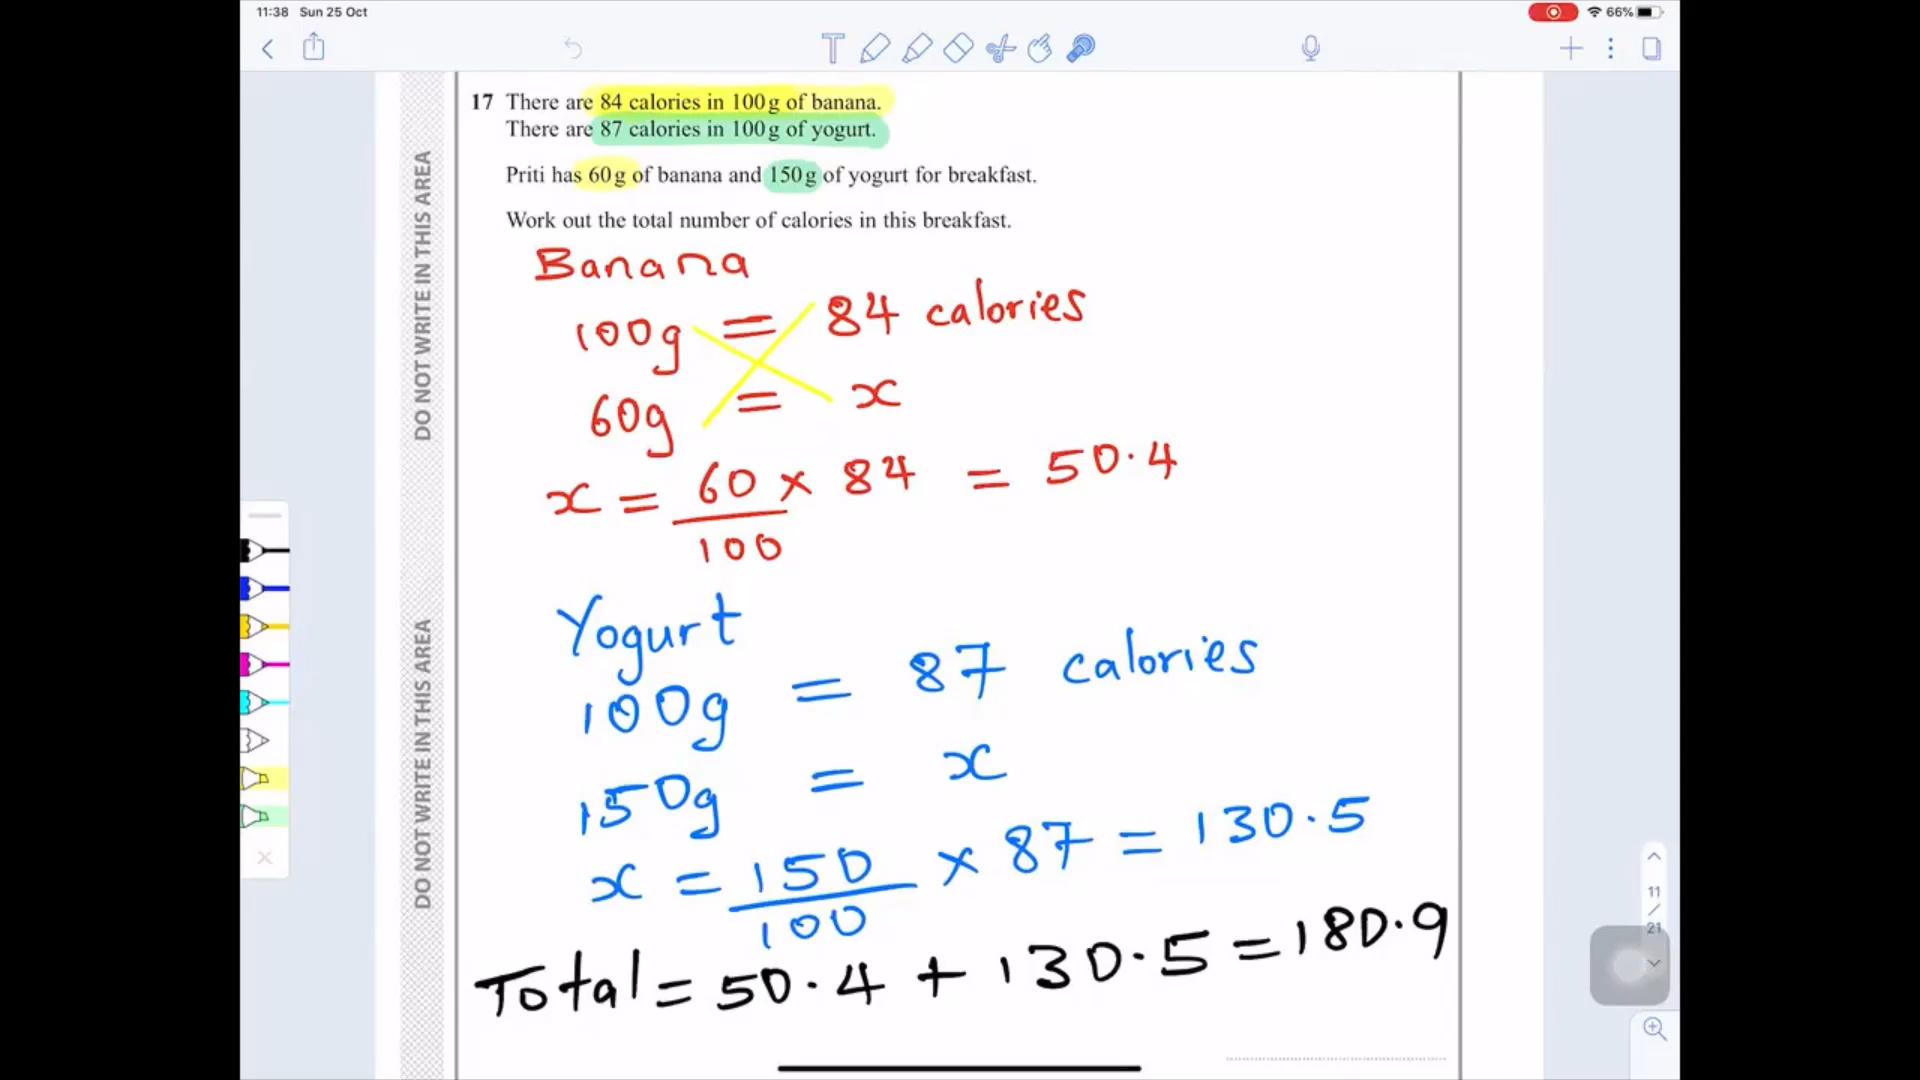 11:38 Sun 25 Oct
66%
17 There are 84 calories in 100 g of banana.
There are 87 calories in 100 g of yogurt.
Priti has 60 g of banana and 150 g of yogurt for breakfast.
Work out the total number of calories in this breakfast.
Banana
100g = 84 calories
60g = x
x = 60/100 × 84 = 50.4
Yogurt
100g = 87 calories
150g = x
x = 150/100 × 87 = 130.5
Total = 50.4 + 130.5 = 180.9
DO NOT WRITE IN THIS AREA
DO NOT WRITE IN THIS AREA
11
/
21